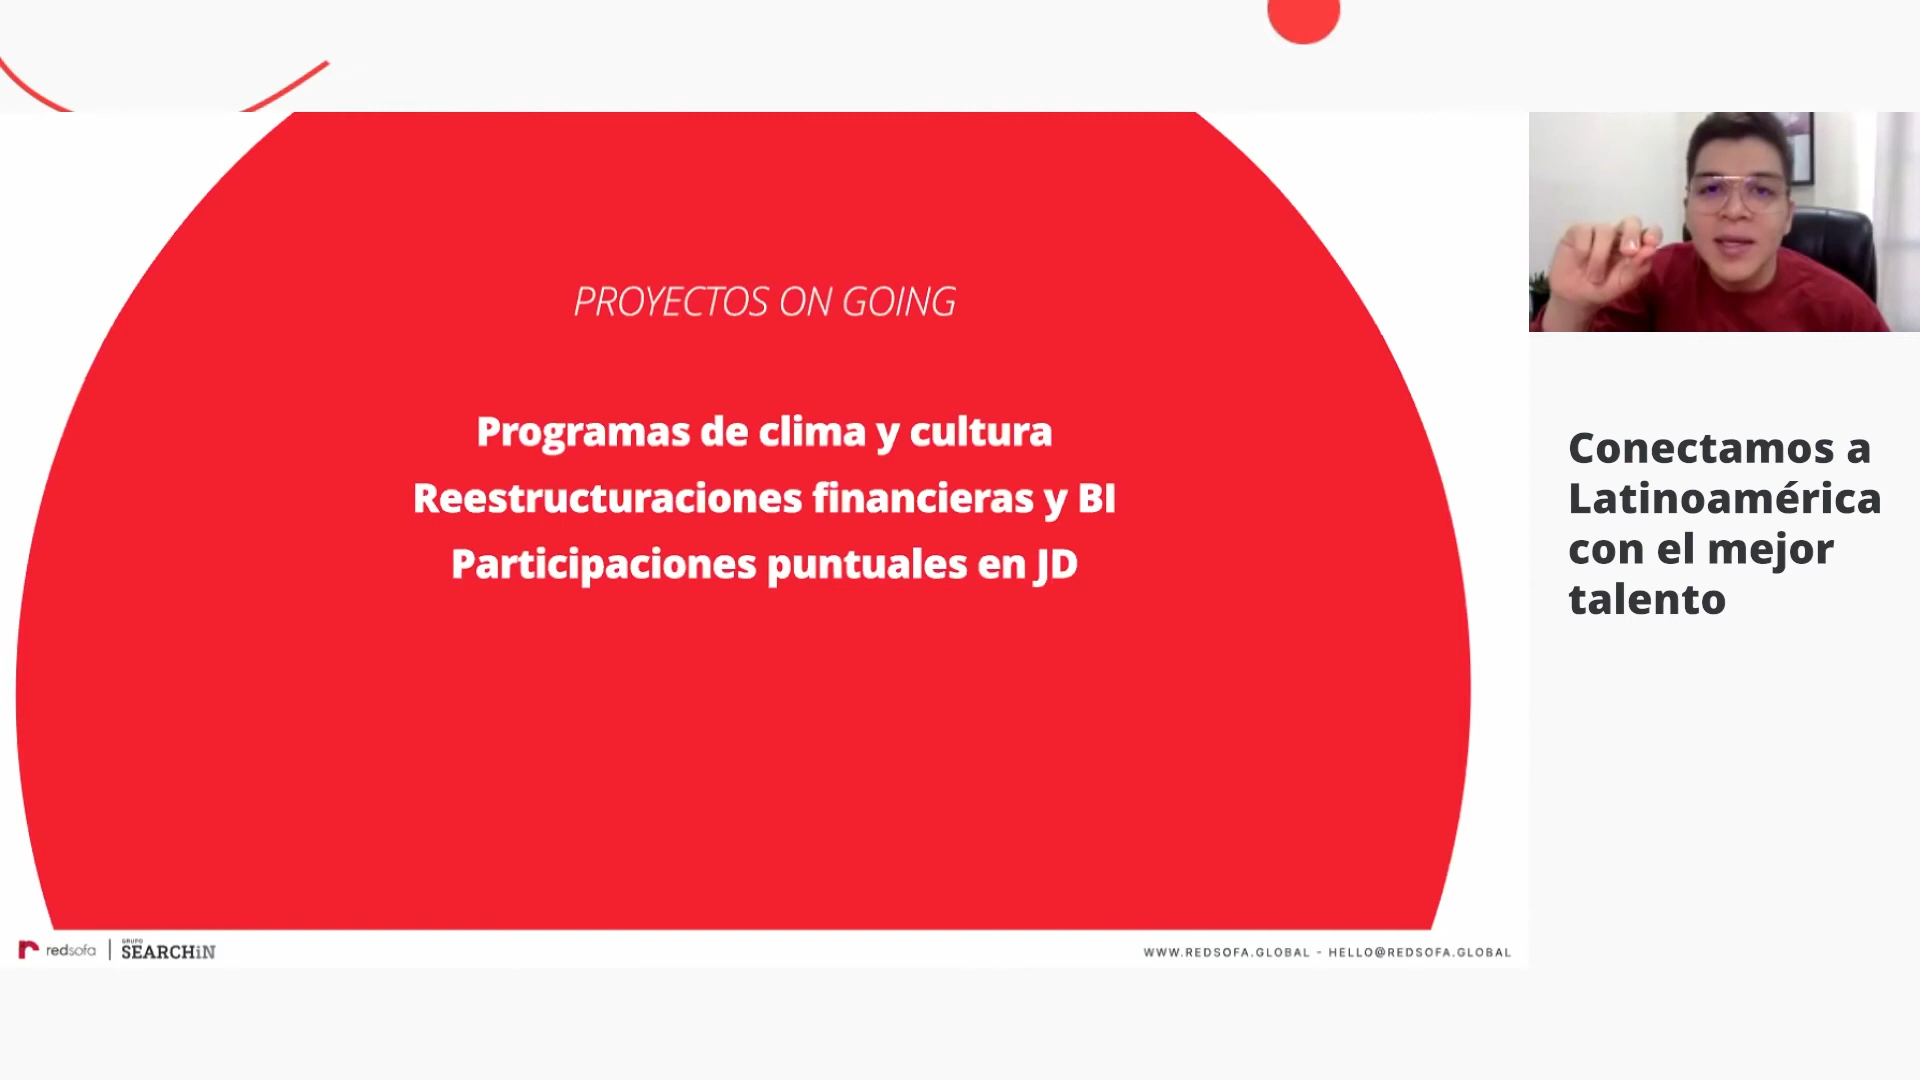 PROYECTOS ON GOING
Programas de clima y cultura
Reestructuraciones financieras y BI
Participaciones puntuales en JD
Conectamos a
Latinoamérica
con el mejor
talento
redsofa
GRUPO
SEARCHiN
WWW.REDSOFA.GLOBAL - HELLO@REDSOFA.GLOBAL